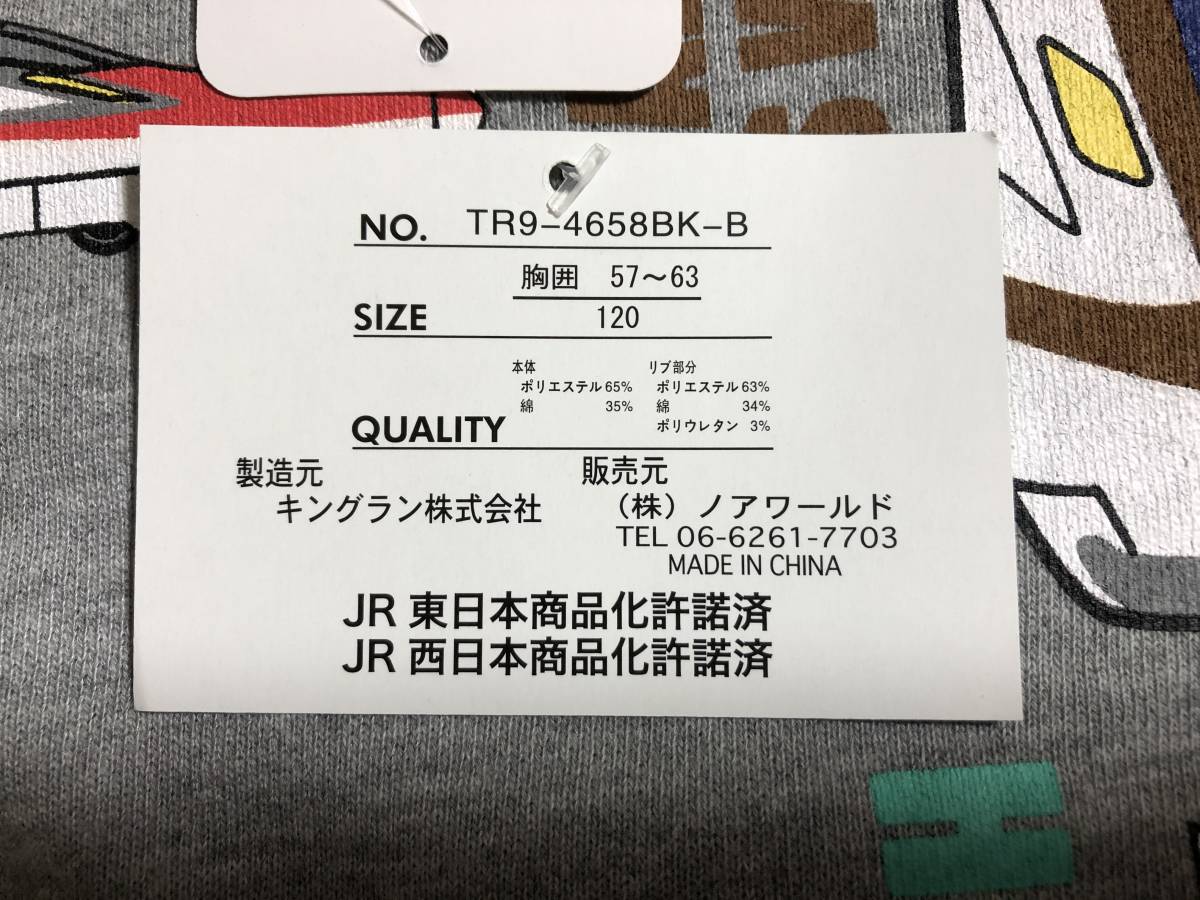 NO. TR9-4658BK-B
胸囲 57～63
SIZE 120
本体 リブ部分
ポリエステル 65% ポリエステル 63%
綿 35% 綿 34%
ポリウレタン 3%
QUALITY
製造元 販売元
キングラン株式会社 （株）ノアワールド
TEL 06-6261-7703
MADE IN CHINA
JR 東日本商品化許諾済
JR 西日本商品化許諾済
H